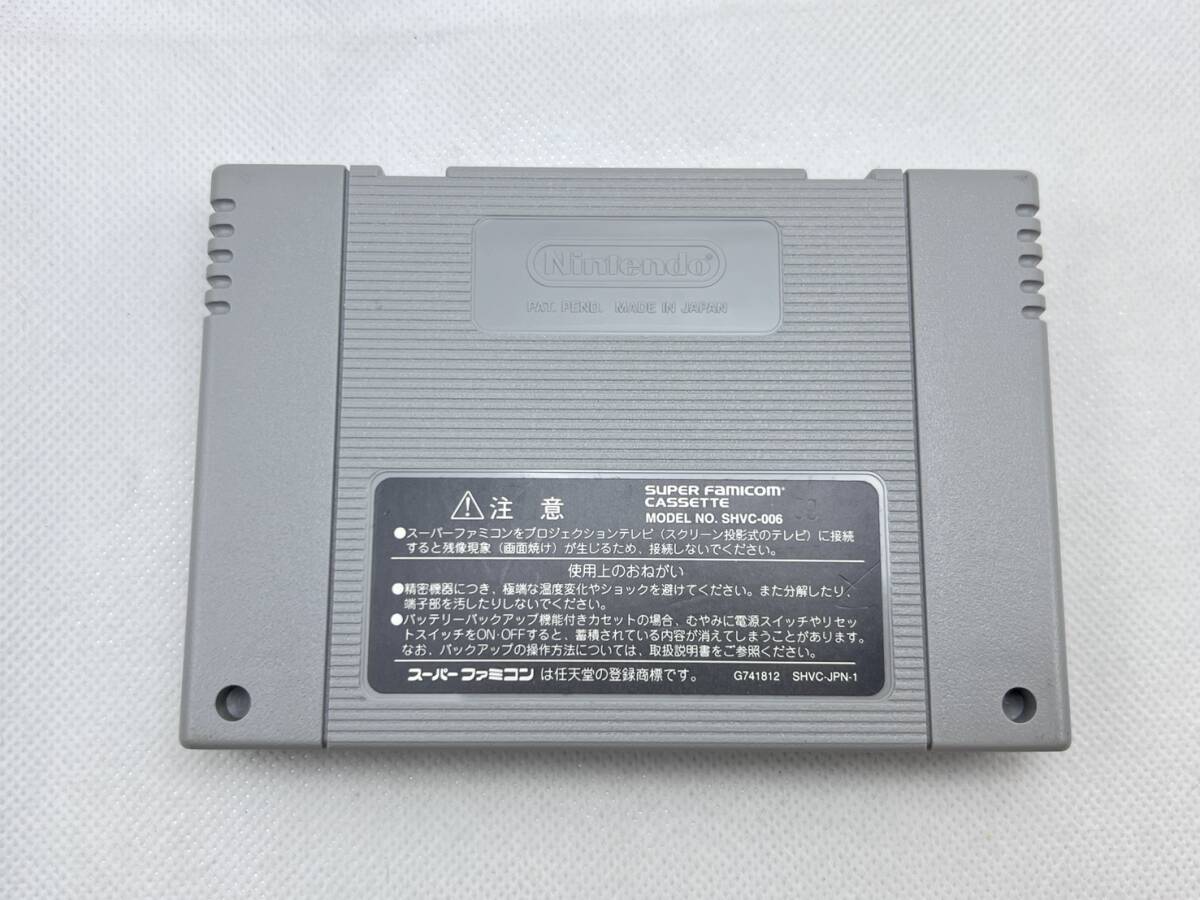 Nintendo®
PAT. PEND. MADE IN JAPAN
注意
SUPER FAMICOM
CASSETTE
MODEL NO. SHVC-006
●スーパーファミコンをプロジェクションテレビ（スクリーン投影式のテレビ）に接続
すると残像現象（画面焼け）が生じるため、接続しないでください。
使用上のおねがい
●精密機器につき、極端な温度変化やショックを避けてください。また分解したり、
端子部を汚したりしないでください。
●バッテリーバックアップ機能付きカセットの場合、むやみに電源スイッチやリセッ
トスイッチをON·OFFすると、蓄積されている内容が消えてしまうことがあります。
なお、バックアップの操作方法については、取扱説明書をご参照ください。
スーパーファミコンは任天堂の登録商標です。 G741812 SHVC-JPN-1